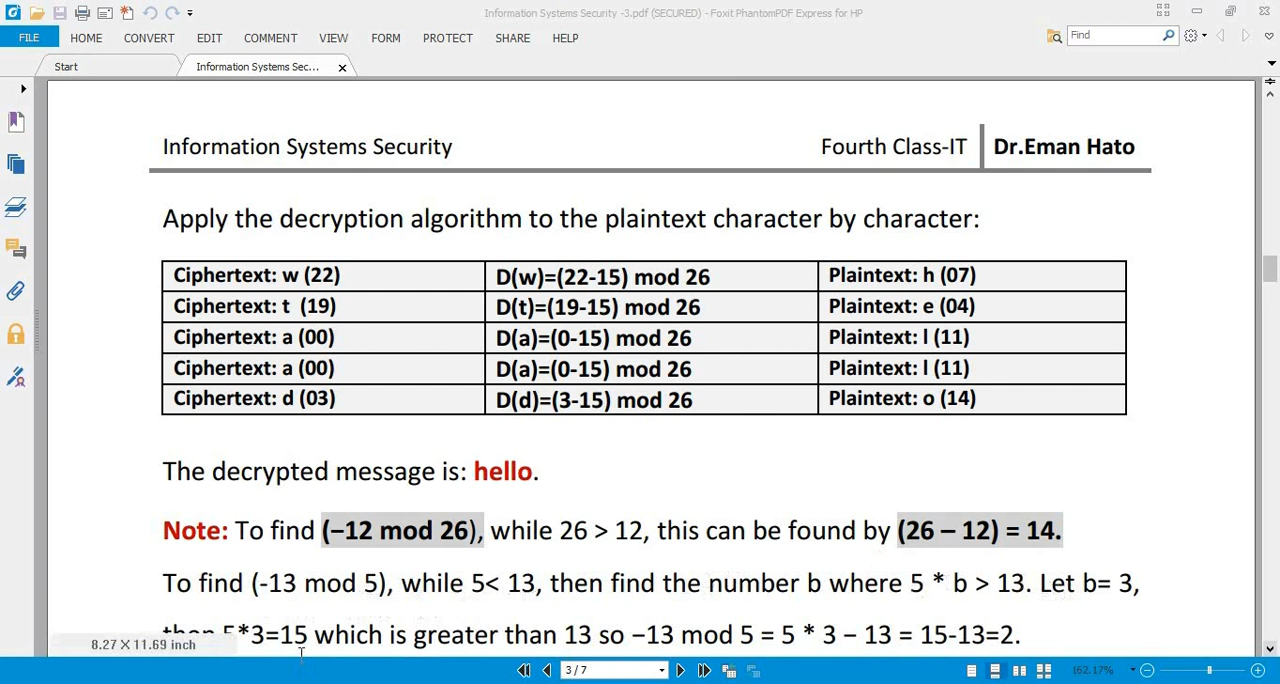 Information Systems Security -3.pdf (SECURED) - Foxit PhantomPDF Express for HP
FILE HOME CONVERT EDIT COMMENT VIEW FORM PROTECT SHARE HELP Find
Start Information Systems Sec...
Information Systems Security Fourth Class-IT Dr.Eman Hato
Apply the decryption algorithm to the plaintext character by character:
Ciphertext: w (22) D(w)=(22-15) mod 26 Plaintext: h (07)
Ciphertext: t (19) D(t)=(19-15) mod 26 Plaintext: e (04)
Ciphertext: a (00) D(a)=(0-15) mod 26 Plaintext: l (11)
Ciphertext: a (00) D(a)=(0-15) mod 26 Plaintext: l (11)
Ciphertext: d (03) D(d)=(3-15) mod 26 Plaintext: o (14)
The decrypted message is: hello.
Note: To find (−12 mod 26), while 26 > 12, this can be found by (26 – 12) = 14.
To find (-13 mod 5), while 5< 13, then find the number b where 5 * b > 13. Let b= 3,
then 5*3=15 which is greater than 13 so −13 mod 5 = 5 * 3 − 13 = 15-13=2.
8.27 X 11.69 inch
3 / 7 162.17%